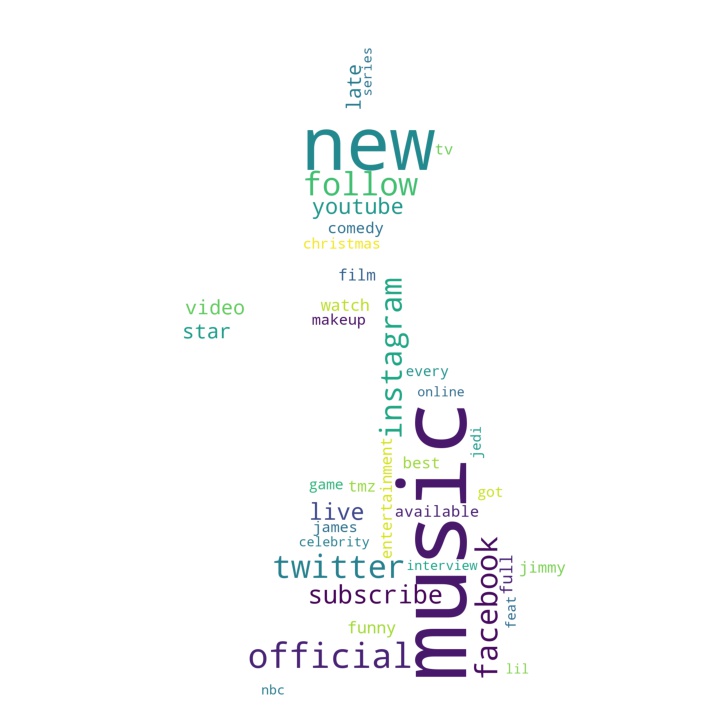 late
series
new
tv
follow
youtube
comedy
christmas
film
video
watch
star
makeup
instagram
every
online
music
jedi
entertainment
best
game
tmz
got
live
available
james
celebrity
twitter
interview
facebook
full
jimmy
subscribe
feat
funny
official
lil
nbc